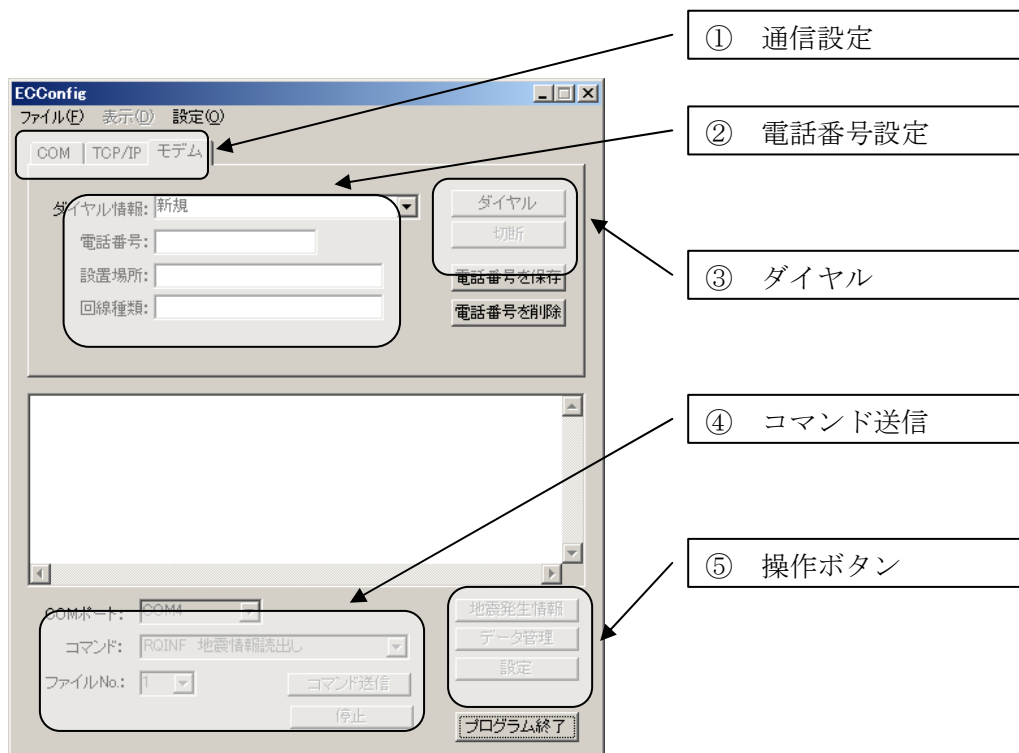 ① 通信設定
ECConfig
ファイル(F) 表示(D) 設定(O)
② 電話番号設定
COM TCP/IP モデム
ダイヤル情報: 新規
ダイヤル
電話番号:
切断
設置場所:
電話番号を保存
③ ダイヤル
回線種類:
電話番号を削除
④ コマンド送信
⑤ 操作ボタン
COMポート: COM4
地震発生情報
コマンド: RQINF 地震情報読出し
データ管理
設定
ファイルNo.: 1
コマンド送信
停止
プログラム終了